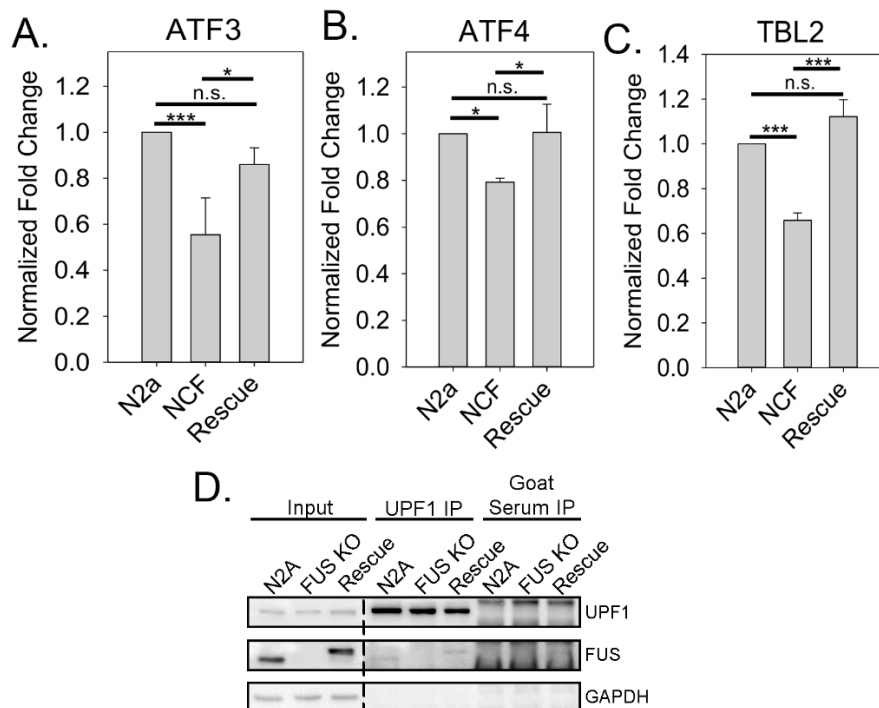 A.
ATF3
Normalized Fold Change
1.2
1.0
0.8
0.6
0.4
0.2
0.0
*
n.s.
***
N2a
NCF
Rescue
B.
ATF4
Normalized Fold Change
1.2
1.0
0.8
0.6
0.4
0.2
0.0
*
n.s.
*
N2a
NCF
Rescue
C.
TBL2
Normalized Fold Change
1.4
1.2
1.0
0.8
0.6
0.4
0.2
0.0
***
n.s.
***
N2a
NCF
Rescue
D.
Input
UPF1 IP
Goat
Serum IP
N2A
FUS KO
Rescue
N2A
FUS KO
Rescue
N2A
FUS KO
Rescue
UPF1
FUS
GAPDH